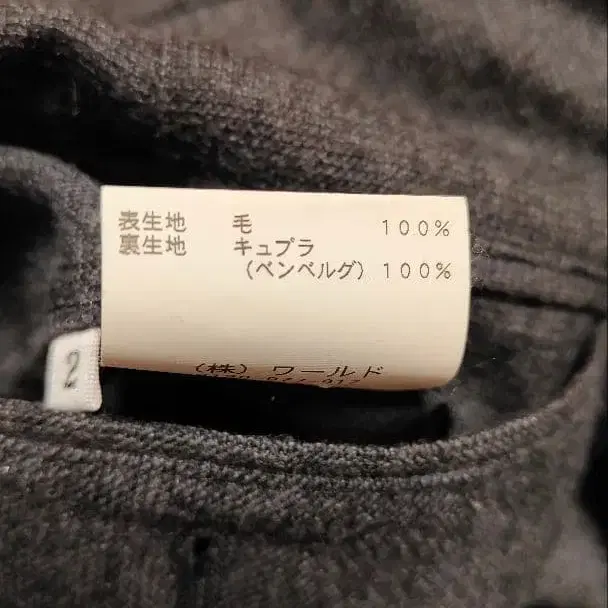 表生地 毛 100%
裏生地 キュプラ
(ベンベルグ) 100%
(株) ワールド
2